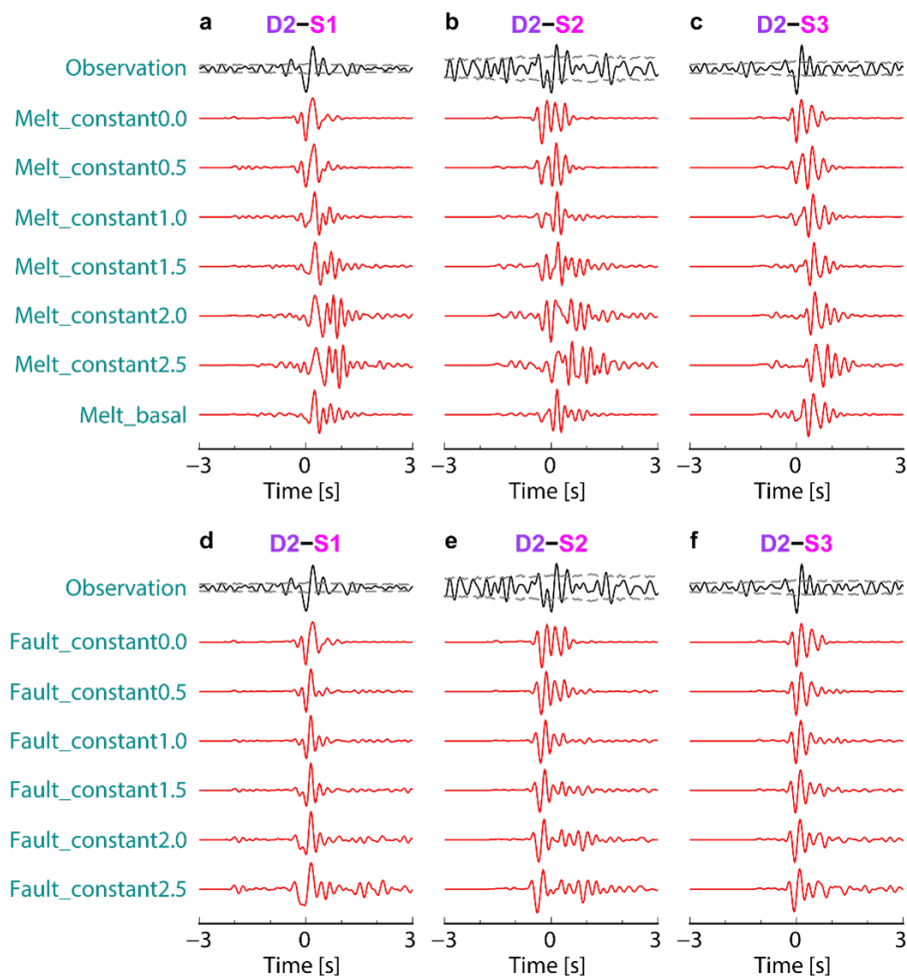 a D2−S1 b D2−S2 c D2−S3
Observation
Melt_constant0.0
Melt_constant0.5
Melt_constant1.0
Melt_constant1.5
Melt_constant2.0
Melt_constant2.5
Melt_basal
−3 0 3 −3 0 3 −3 0 3
Time [s] Time [s] Time [s]
d D2−S1 e D2−S2 f D2−S3
Observation
Fault_constant0.0
Fault_constant0.5
Fault_constant1.0
Fault_constant1.5
Fault_constant2.0
Fault_constant2.5
−3 0 3 −3 0 3 −3 0 3
Time [s] Time [s] Time [s]